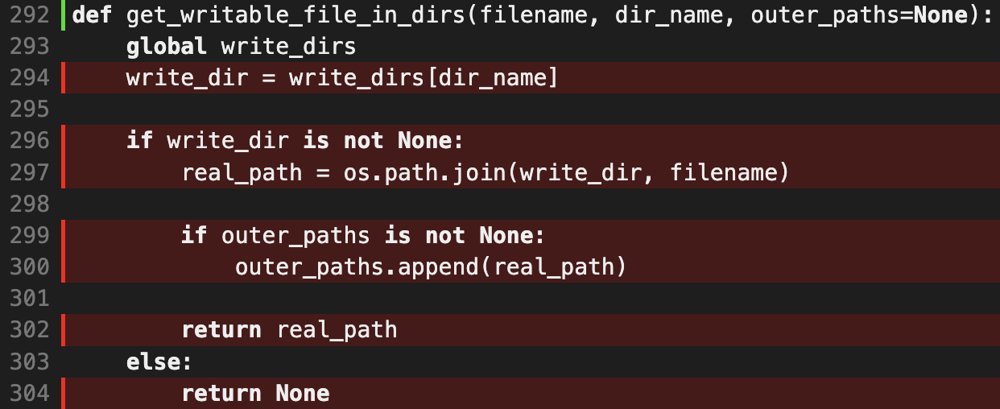 292 def get_writable_file_in_dirs(filename, dir_name, outer_paths=None):
293     global write_dirs
294     write_dir = write_dirs[dir_name]
295
296     if write_dir is not None:
297         real_path = os.path.join(write_dir, filename)
298
299         if outer_paths is not None:
300             outer_paths.append(real_path)
301
302         return real_path
303     else:
304         return None